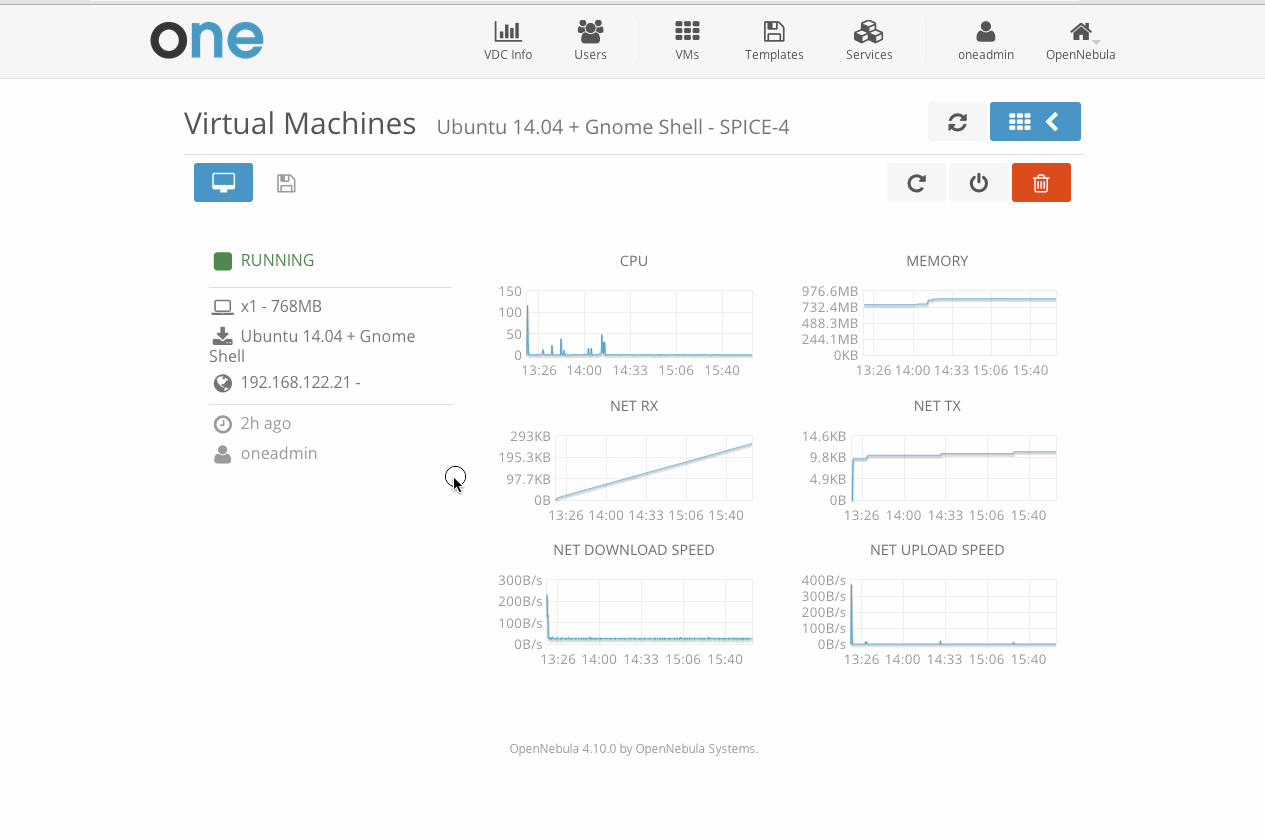 one
VDC Info
Users
VMs
Templates
Services
oneadmin
OpenNebula
Virtual Machines Ubuntu 14.04 + Gnome Shell - SPICE-4
RUNNING
x1 - 768MB
Ubuntu 14.04 + Gnome
Shell
192.168.122.21 -
2h ago
oneadmin
CPU
150
100
50
0
13:26 14:00 14:33 15:06 15:40
MEMORY
976.6MB
732.4MB
488.3MB
244.1MB
0KB
13:26 14:00 14:33 15:06 15:40
NET RX
293KB
195.3KB
97.7KB
0B
13:26 14:00 14:33 15:06 15:40
NET TX
14.6KB
9.8KB
4.9KB
0B
13:26 14:00 14:33 15:06 15:40
NET DOWNLOAD SPEED
300B/s
200B/s
100B/s
0B/s
13:26 14:00 14:33 15:06 15:40
NET UPLOAD SPEED
400B/s
300B/s
200B/s
100B/s
0B/s
13:26 14:00 14:33 15:06 15:40
OpenNebula 4.10.0 by OpenNebula Systems.